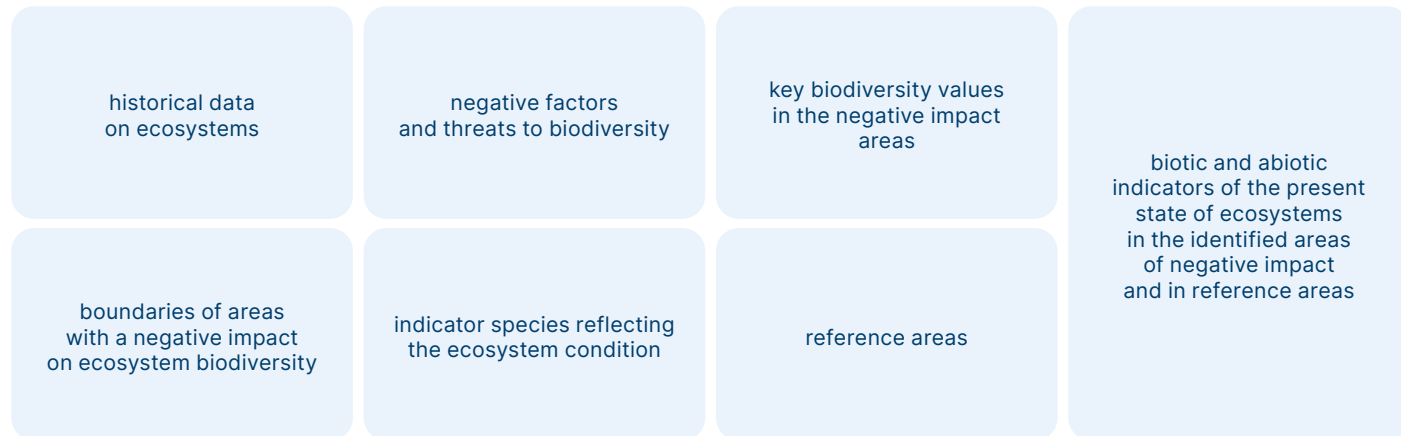 historical data
on ecosystems
negative factors
and threats to biodiversity
key biodiversity values
in the negative impact
areas
biotic and abiotic
indicators of the present
state of ecosystems
in the identified areas
of negative impact
and in reference areas
boundaries of areas
with a negative impact
on ecosystem biodiversity
indicator species reflecting
the ecosystem condition
reference areas